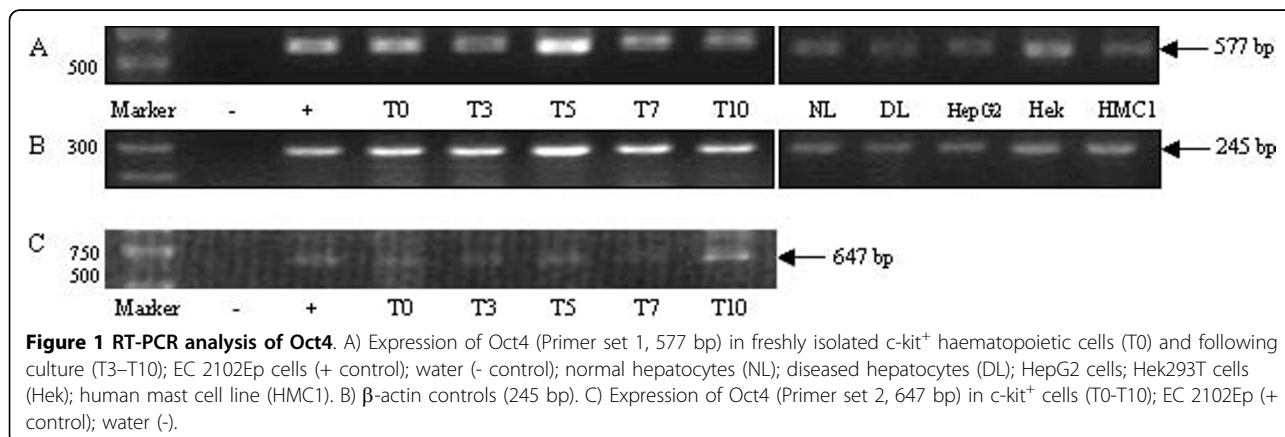 A 500 577 bp
Marker - + T0 T3 T5 T7 T10 NL DL HepG2 Hek HMC1
B 300 245 bp
C 750 647 bp
500
Marker - + T0 T3 T5 T7 T10
Figure 1 RT-PCR analysis of Oct4. A) Expression of Oct4 (Primer set 1, 577 bp) in freshly isolated c-kit⁺ haematopoietic cells (T0) and following
culture (T3–T10); EC 2102Ep cells (+ control); water (- control); normal hepatocytes (NL); diseased hepatocytes (DL); HepG2 cells; Hek293T cells
(Hek); human mast cell line (HMC1). B) β-actin controls (245 bp). C) Expression of Oct4 (Primer set 2, 647 bp) in c-kit⁺ cells (T0-T10); EC 2102Ep (+
control); water (-).